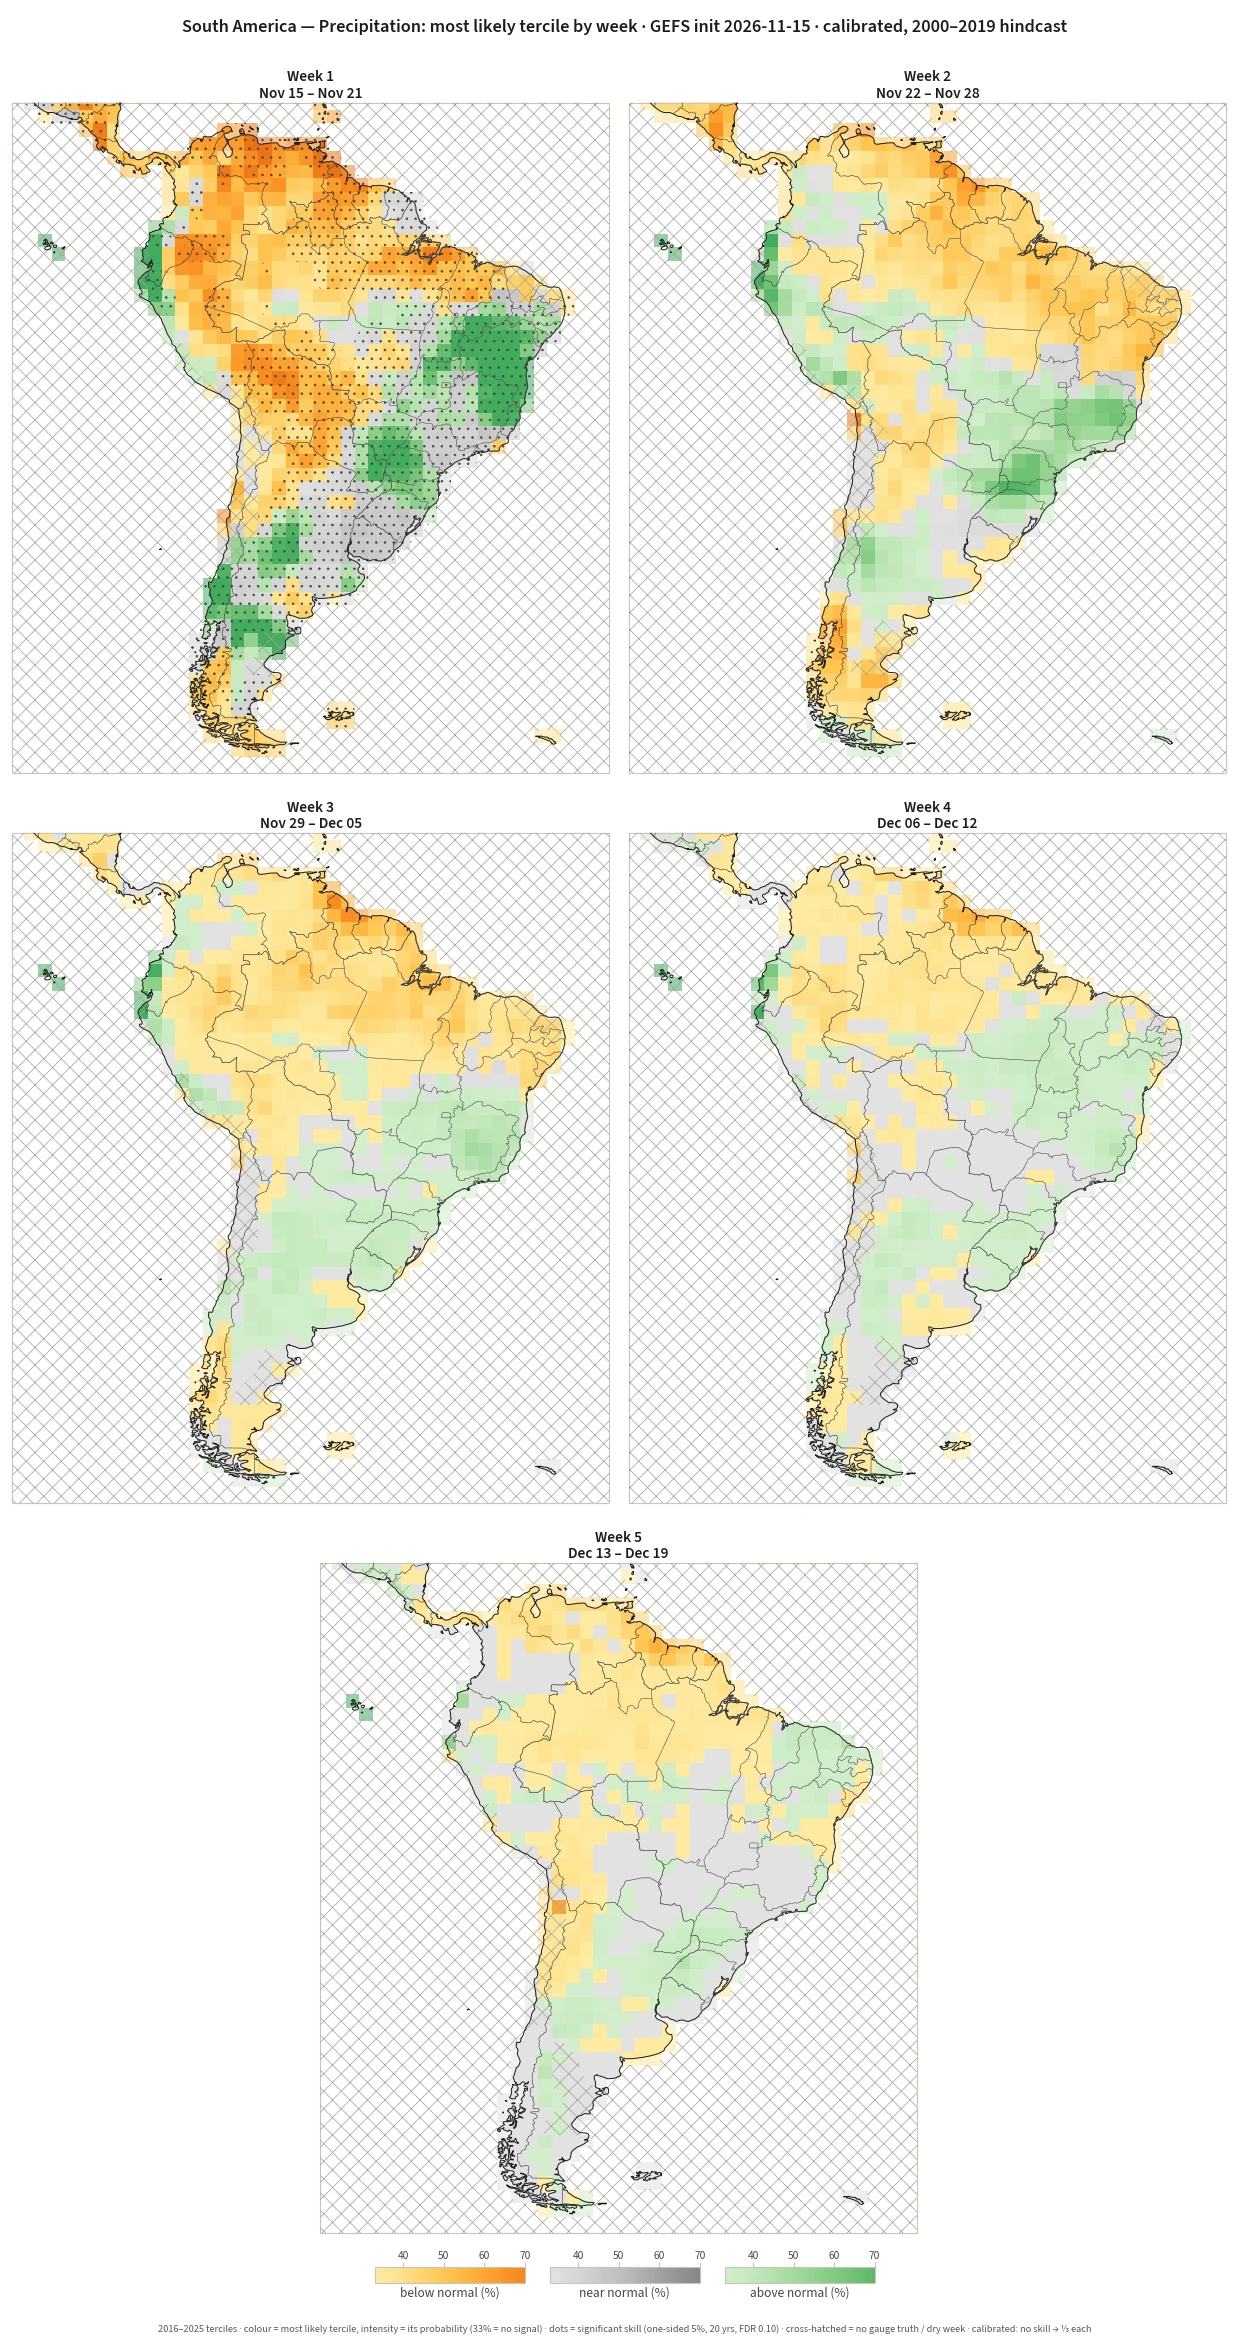 South America — Precipitation: most likely tercile by week · GEFS init 2026-11-15 · calibrated, 2000–2019 hindcast
Week 1
Nov 15 – Nov 21
Week 2
Nov 22 – Nov 28
Week 3
Nov 29 – Dec 05
Week 4
Dec 06 – Dec 12
Week 5
Dec 13 – Dec 19
40 50 60 70
below normal (%)
40 50 60 70
near normal (%)
40 50 60 70
above normal (%)
2016–2025 terciles · colour = most likely tercile, intensity = its probability (33% = no signal) · dots = significant skill (one-sided 5%, 20 yrs, FDR 0.10) · cross-hatched = no gauge truth / dry week · calibrated: no skill → ⅓ each